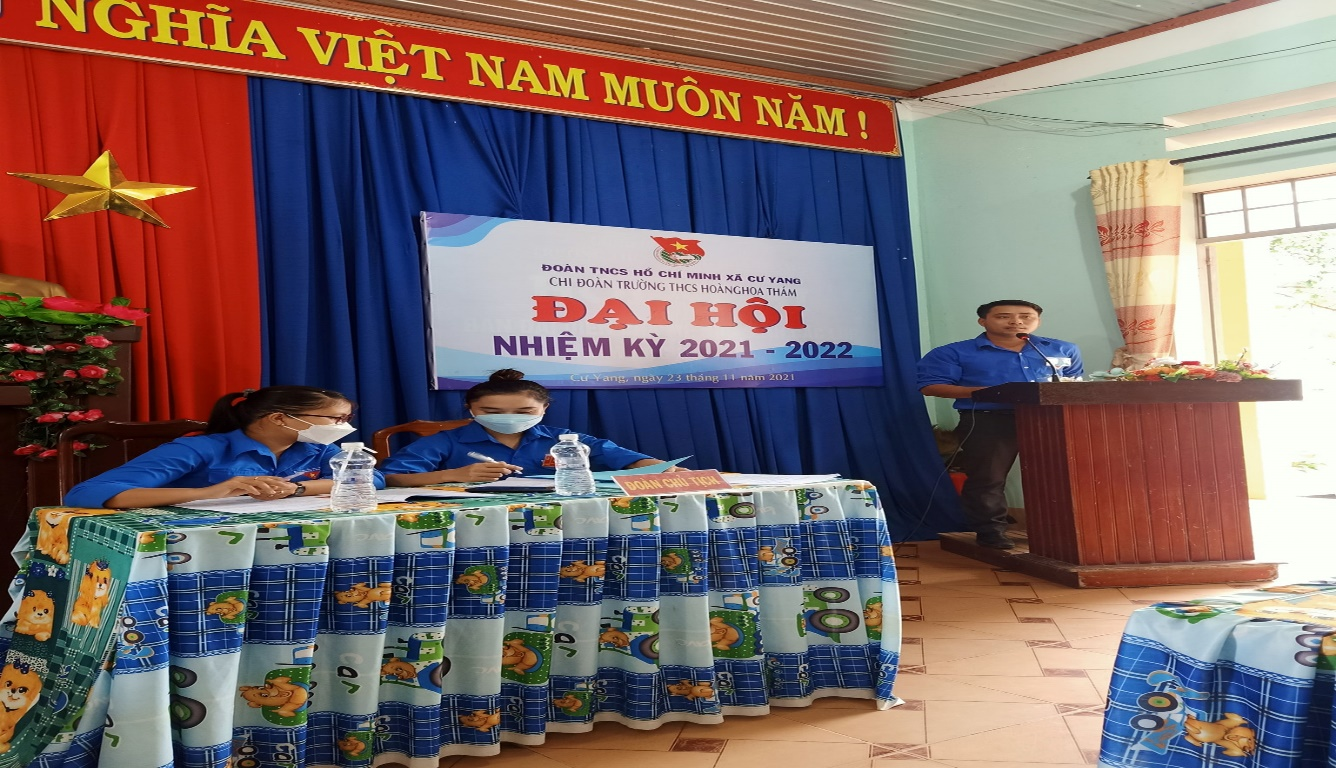 NGHĨA VIỆT NAM MUÔN NĂM !
ĐOÀN TNCS HỒ CHÍ MINH XÃ CƯ YANG
CHI ĐOÀN TRƯỜNG THCS HOÀNGHOA THÁM
ĐẠI HỘI
NHIỆM KỲ 2021 - 2022
Cư Yang, ngày 23 tháng 11 năm 2021
ĐOÀN CHỦ TỊCH